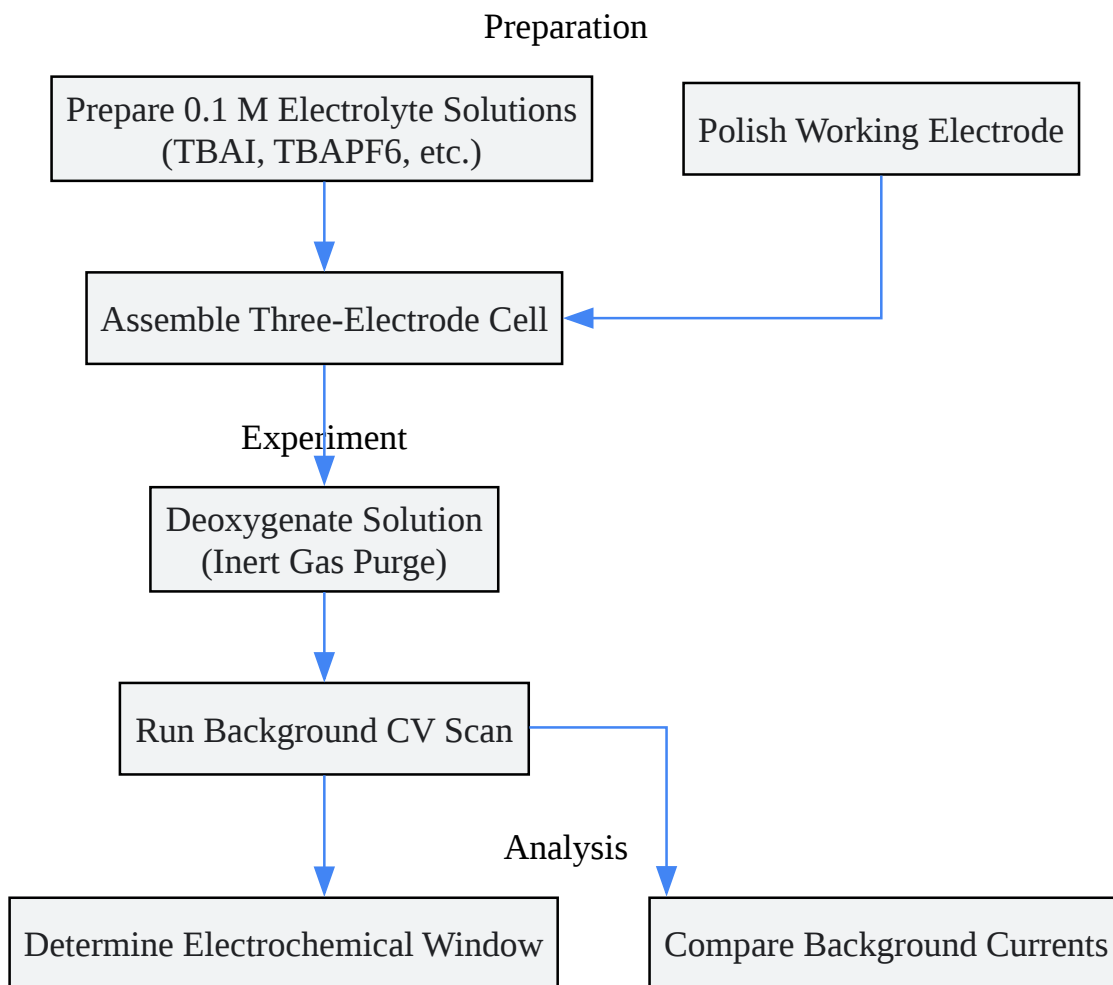 Preparation
Prepare 0.1 M Electrolyte Solutions
(TBAI, TBAPF6, etc.)
Polish Working Electrode
Assemble Three-Electrode Cell
Experiment
Deoxygenate Solution
(Inert Gas Purge)
Run Background CV Scan
Analysis
Determine Electrochemical Window
Compare Background Currents